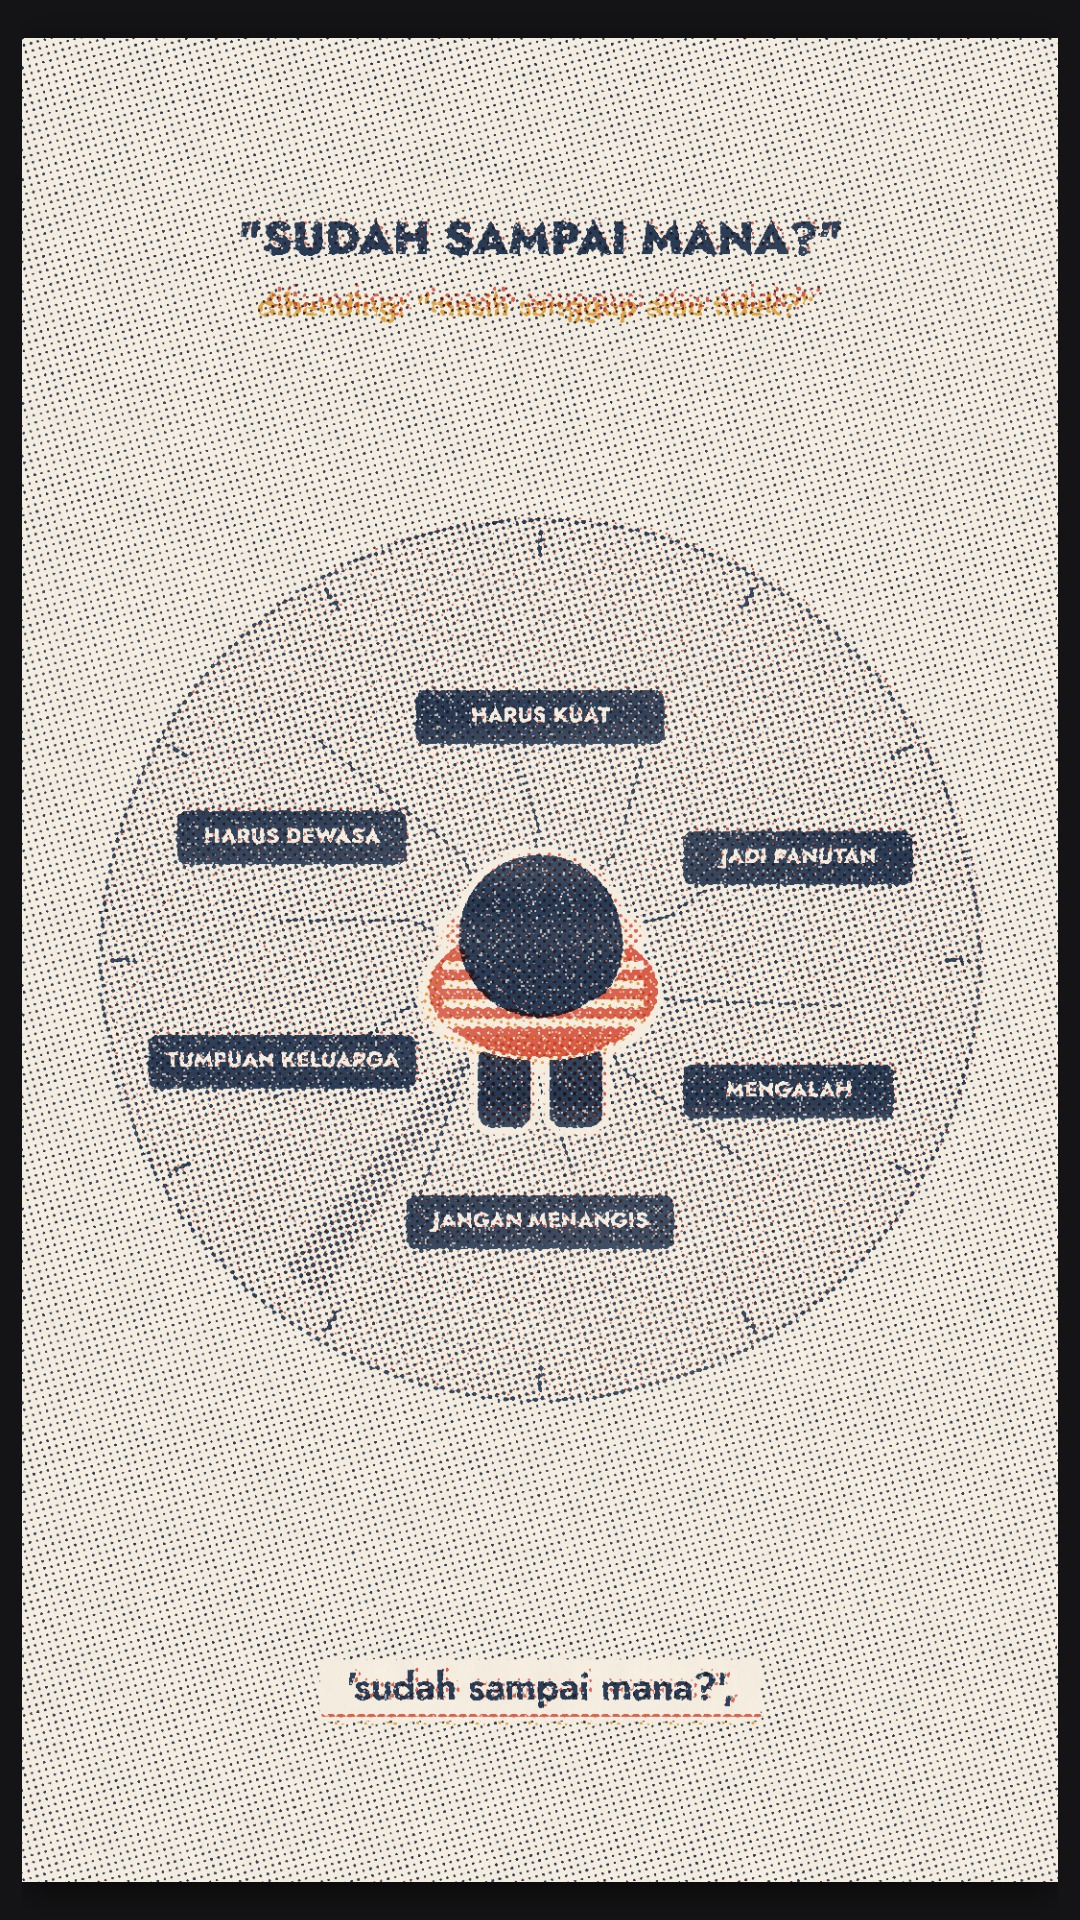 "SUDAH SAMPAI MANA?"
dibanding: "masih sanggup atau tidak?"
HARUS KUAT
HARUS DEWASA
JADI PANUTAN
TUMPUAN KELUARGA
MENGALAH
JANGAN MENANGIS
'sudah sampai mana?',